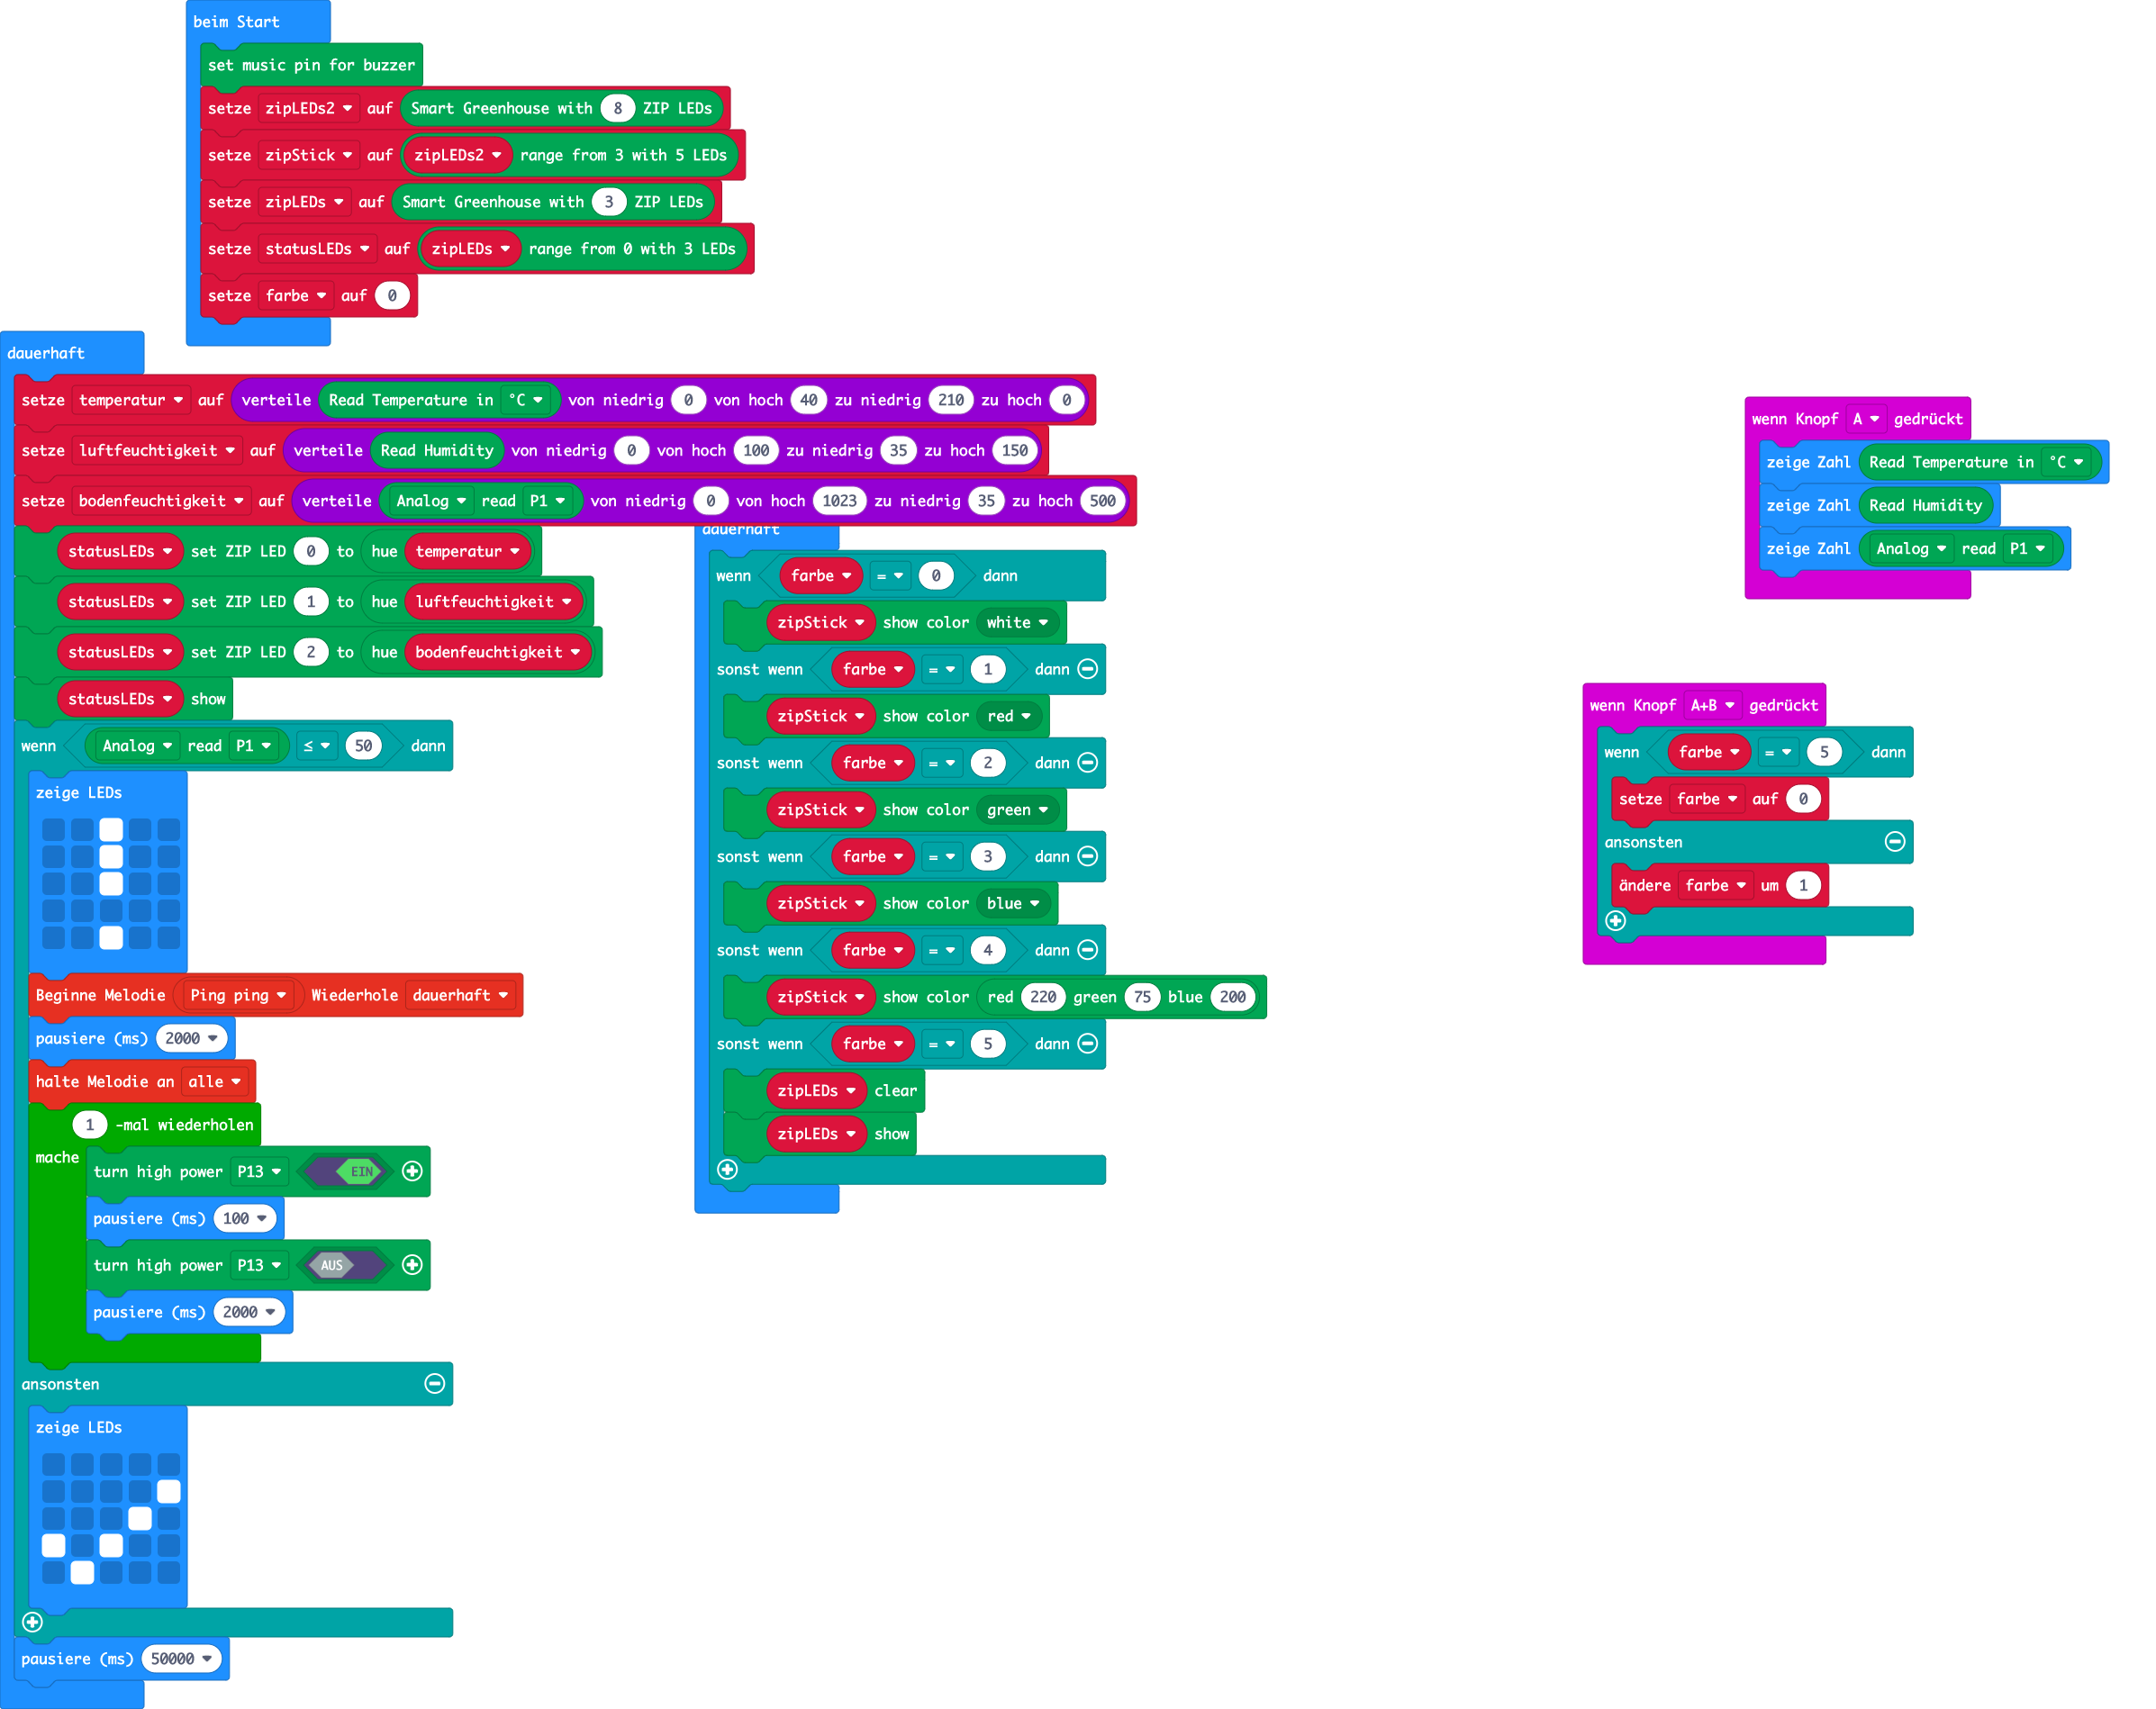 beim Start
set music pin for buzzer
setze zipLEDs2 auf Smart Greenhouse with 8 ZIP LEDs
setze zipStick auf zipLEDs2 range from 3 with 5 LEDs
setze zipLEDs auf Smart Greenhouse with 3 ZIP LEDs
setze statusLEDs auf zipLEDs range from 0 with 3 LEDs
setze farbe auf 0
dauerhaft
setze temperatur auf verteile Read Temperature in °C von niedrig 0 von hoch 40 zu niedrig 210 zu hoch 0
setze luftfeuchtigkeit auf verteile Read Humidity von niedrig 0 von hoch 100 zu niedrig 35 zu hoch 150
setze bodenfeuchtigkeit auf verteile Analog read P1 von niedrig 0 von hoch 1023 zu niedrig 35 zu hoch 500
statusLEDs set ZIP LED 0 to hue temperatur
statusLEDs set ZIP LED 1 to hue luftfeuchtigkeit
statusLEDs set ZIP LED 2 to hue bodenfeuchtigkeit
statusLEDs show
wenn Analog read P1 ≤ 50 dann
zeige LEDs
Beginne Melodie Ping ping Wiederhole dauerhaft
pausiere (ms) 2000
halte Melodie an alle
1 -mal wiederholen
mache
turn high power P13 EIN
pausiere (ms) 100
turn high power P13 AUS
pausiere (ms) 2000
ansonsten
zeige LEDs
pausiere (ms) 50000
dauerhaft
wenn farbe = 0 dann
zipStick show color white
sonst wenn farbe = 1 dann
zipStick show color red
sonst wenn farbe = 2 dann
zipStick show color green
sonst wenn farbe = 3 dann
zipStick show color blue
sonst wenn farbe = 4 dann
zipStick show color red 220 green 75 blue 200
sonst wenn farbe = 5 dann
zipLEDs clear
zipLEDs show
wenn Knopf A gedrückt
zeige Zahl Read Temperature in °C
zeige Zahl Read Humidity
zeige Zahl Analog read P1
wenn Knopf A+B gedrückt
wenn farbe = 5 dann
setze farbe auf 0
ansonsten
ändere farbe um 1